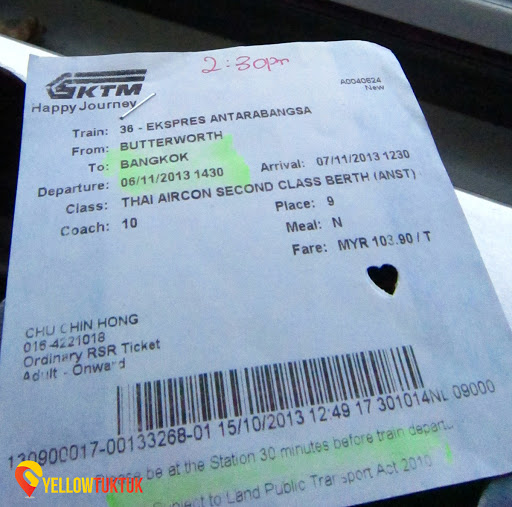 2:30pm
KTM
A0040624
New
Happy Journey
Train: 36 - EKSPRES ANTARABANGSA
From: BUTTERWORTH
To: BANGKOK
Departure: 06/11/2013 1430 Arrival: 07/11/2013 1230
Class: THAI AIRCON SECOND CLASS BERTH (ANST)
Coach: 10 Place: 9
Meal: N
Fare: MYR 103.90 / T
CHU CHIN HONG
016-4221018
Ordinary RSR Ticket
Adult - Onward
130900017-00133268-01 15/10/2013 12:49 17 301014NL 09000
be at the Station 30 minutes before train
to Land Public Transport Act 2010
YELLOWTUKTUK